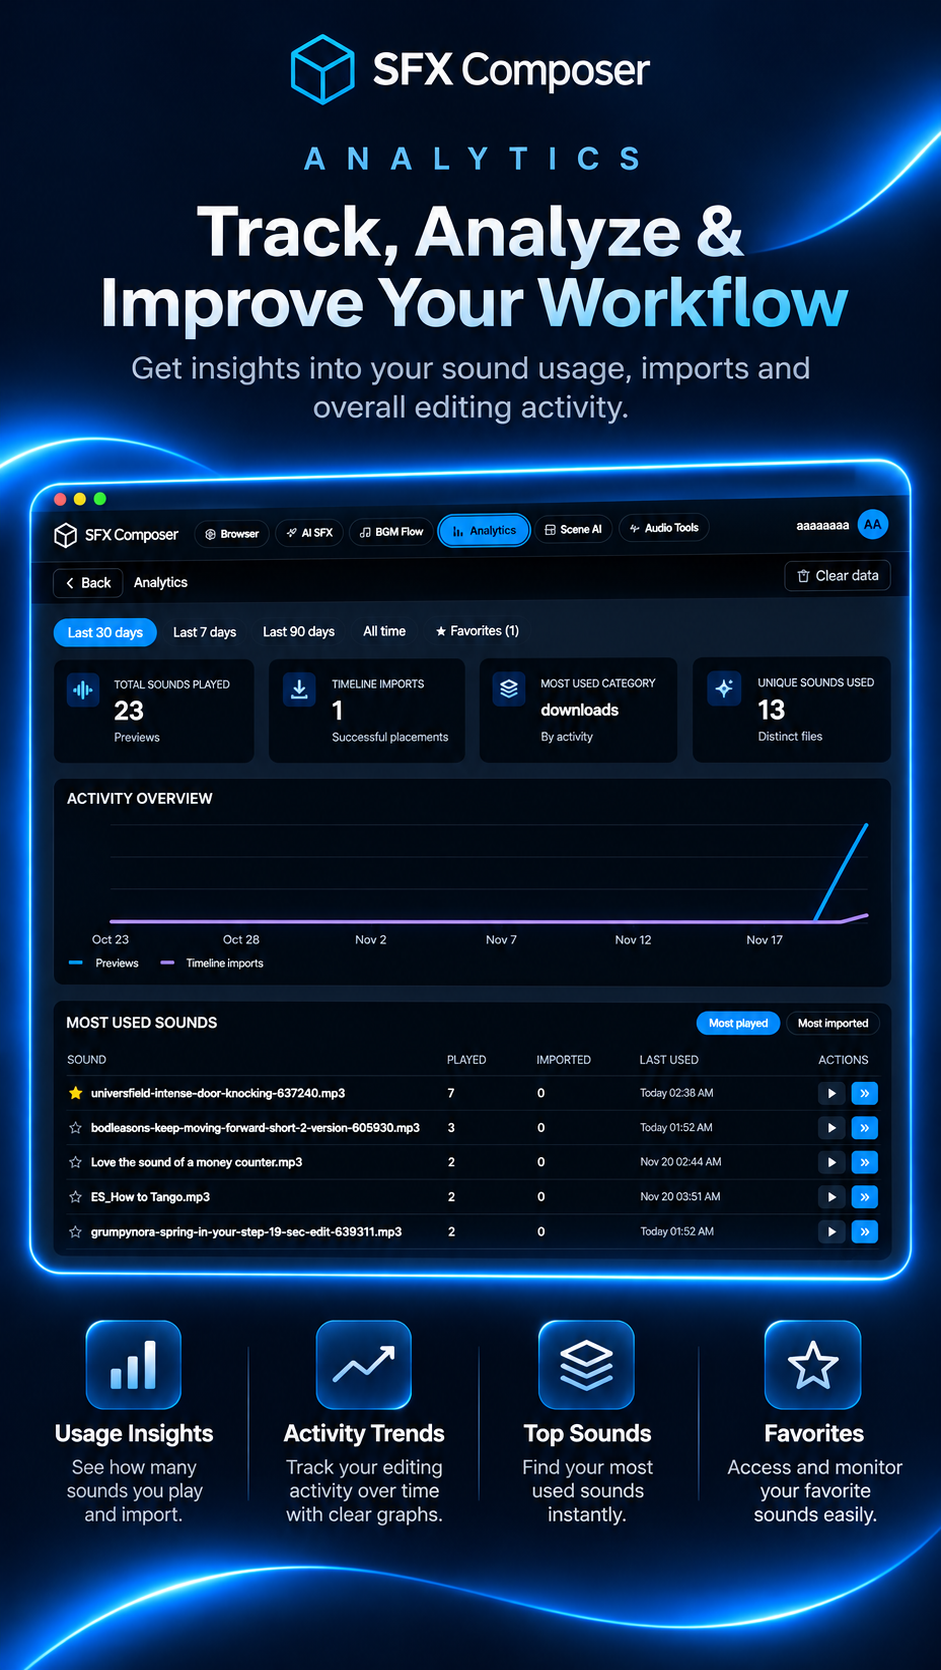 SFX Composer
ANALYTICS
Track, Analyze &
Improve Your Workflow
Get insights into your sound usage, imports and
overall editing activity.
SFX Composer Browser AI SFX BGM Flow Analytics Scene AI Audio Tools aaaaaaaa AA
Back Analytics Clear data
Last 30 days Last 7 days Last 90 days All time Favorites (1)
TOTAL SOUNDS PLAYED
23
Previews
TIMELINE IMPORTS
1
Successful placements
MOST USED CATEGORY
downloads
By activity
UNIQUE SOUNDS USED
13
Distinct files
ACTIVITY OVERVIEW
Oct 23 Oct 28 Nov 2 Nov 7 Nov 12 Nov 17
Previews Timeline imports
MOST USED SOUNDS Most played Most imported
SOUND PLAYED IMPORTED LAST USED ACTIONS
universfield-intense-door-knocking-637240.mp3 7 0 Today 02:38 AM
bodleasons-keep-moving-forward-short-2-version-605930.mp3 3 0 Today 01:52 AM
Love the sound of a money counter.mp3 2 0 Nov 20 02:44 AM
ES_How to Tango.mp3 2 0 Nov 20 03:51 AM
grumpynora-spring-in-your-step-19-sec-edit-639311.mp3 2 0 Today 01:52 AM
Usage Insights
See how many
sounds you play
and import.
Activity Trends
Track your editing
activity over time
with clear graphs.
Top Sounds
Find your most
used sounds
instantly.
Favorites
Access and monitor
your favorite
sounds easily.